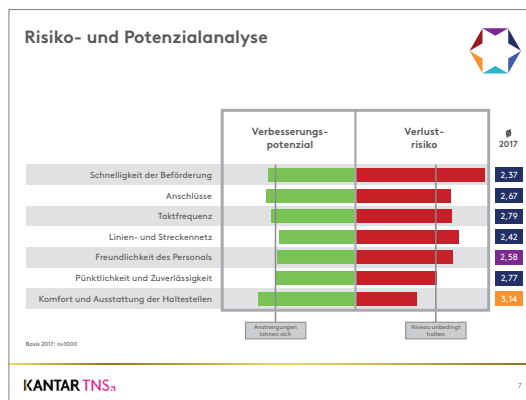 Risiko- und Potenzialanalyse
Verbesserungs-
potenzial
Verlust-
risiko
ø
2017
Schnelligkeit der Beförderung
2,37
Anschlüsse
2,67
Taktfrequenz
2,79
Linien- und Streckennetz
2,42
Freundlichkeit des Personals
2,58
Pünktlichkeit und Zuverlässigkeit
2,77
Komfort und Ausstattung der Haltestellen
3,14
Anstrengungen
lohnen sich
Niveau unbedingt
halten
Basis 2017: n=1000
KANTAR TNS
7